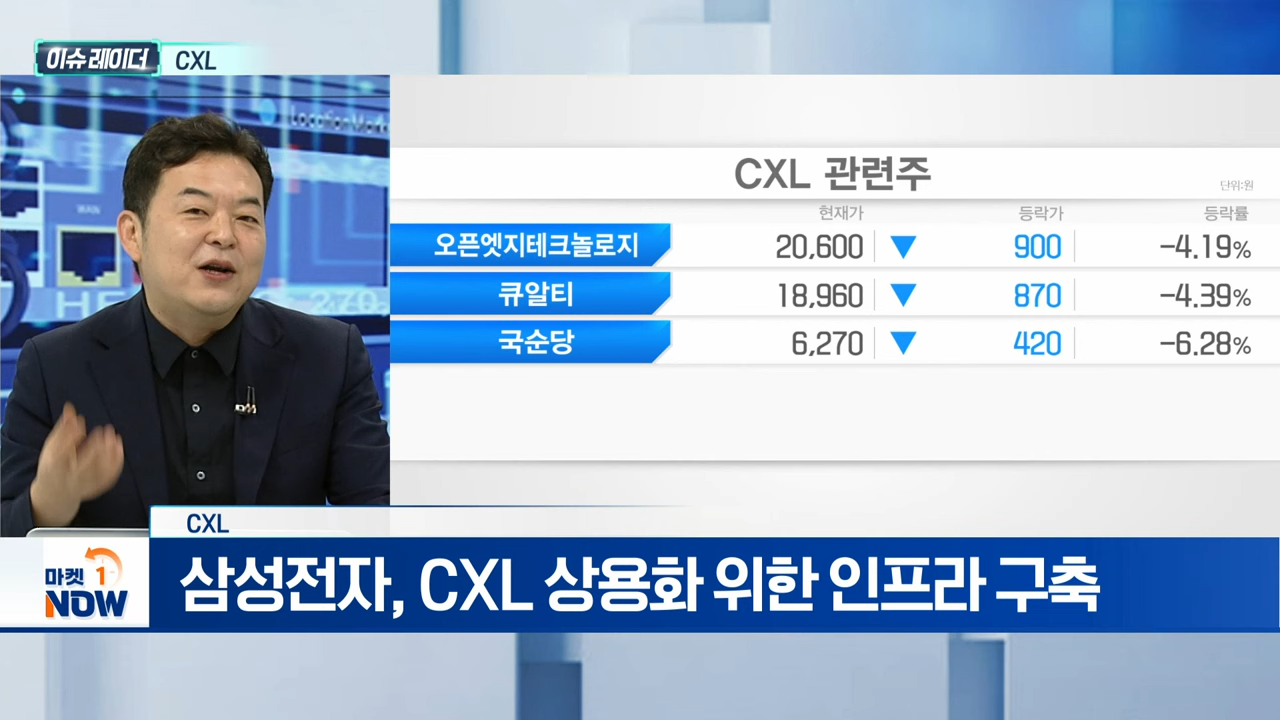 이슈레이더 CXL
CXL 관련주
단위:원
현재가 등락가 등락률
오픈엣지테크놀로지 20,600 ▼ 900 -4.19%
큐알티 18,960 ▼ 870 -4.39%
국순당 6,270 ▼ 420 -6.28%
CXL
마켓 1
NOW
삼성전자, CXL 상용화 위한 인프라 구축